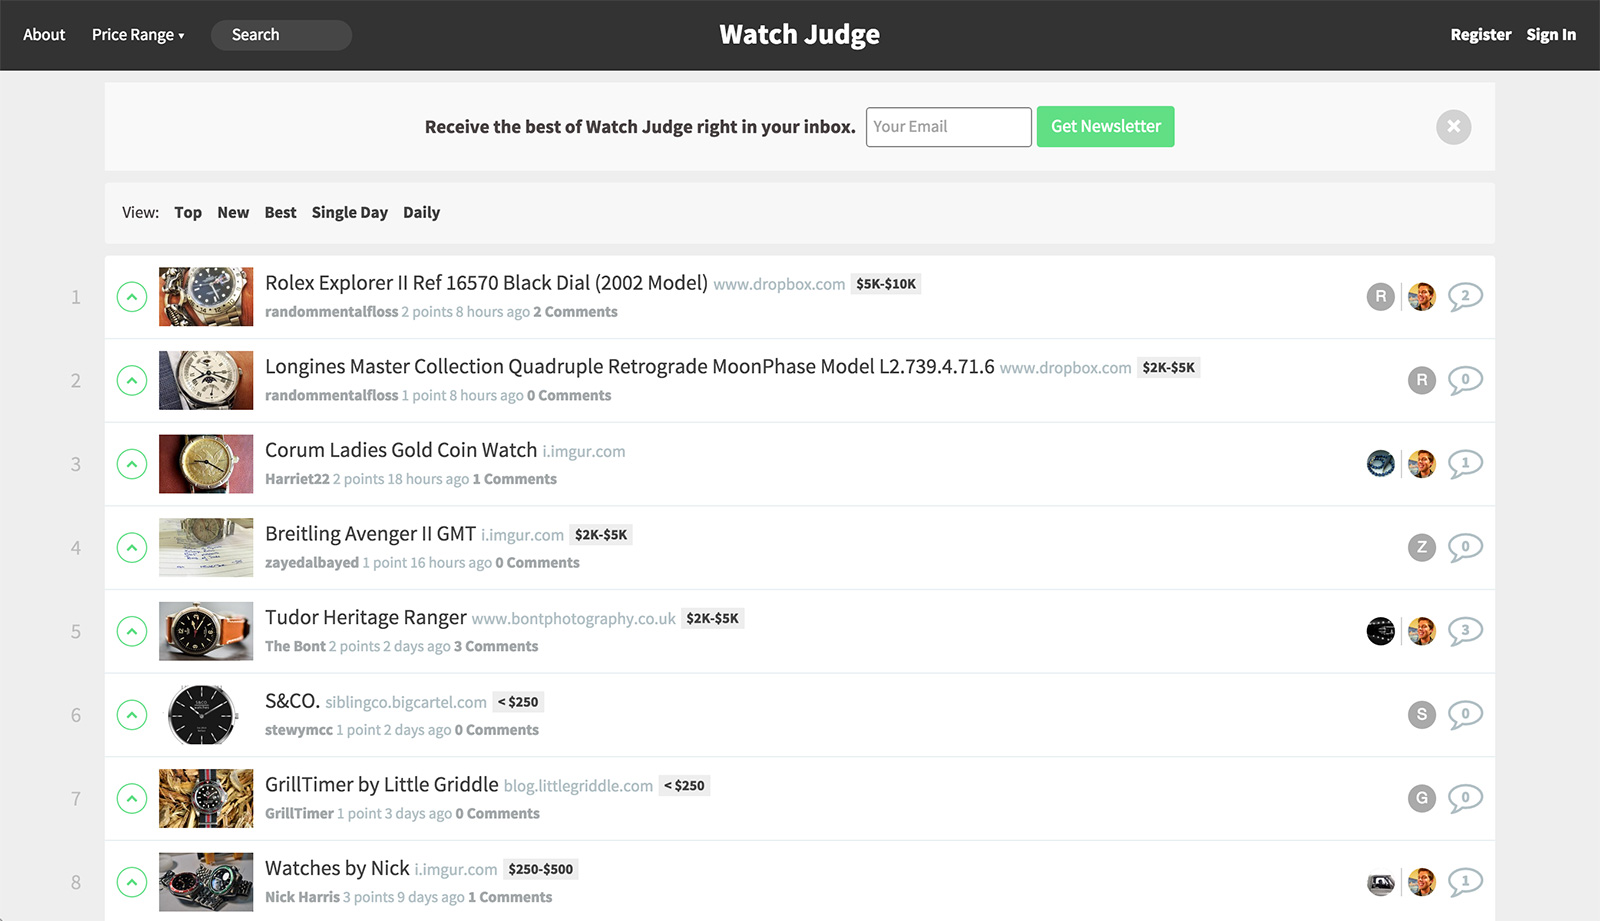 About Price Range ▾ Search Watch Judge Register Sign In
Receive the best of Watch Judge right in your inbox. Your Email Get Newsletter
View: Top New Best Single Day Daily
1 Rolex Explorer II Ref 16570 Black Dial (2002 Model) www.dropbox.com $5K-$10K R 2
randommentalfloss 2 points 8 hours ago 2 Comments
2 Longines Master Collection Quadruple Retrograde MoonPhase Model L2.739.4.71.6 www.dropbox.com $2K-$5K R 0
randommentalfloss 1 point 8 hours ago 0 Comments
3 Corum Ladies Gold Coin Watch i.imgur.com 1
Harriet22 2 points 18 hours ago 1 Comments
4 Breitling Avenger II GMT i.imgur.com $2K-$5K Z 0
zayedalbayed 1 point 16 hours ago 0 Comments
5 Tudor Heritage Ranger www.bontphotography.co.uk $2K-$5K 3
The Bont 2 points 2 days ago 3 Comments
6 S&CO. siblingco.bigcartel.com < $250 S 0
stewymcc 1 point 2 days ago 0 Comments
7 GrillTimer by Little Griddle blog.littlegriddle.com < $250 G 0
GrillTimer 1 point 3 days ago 0 Comments
8 Watches by Nick i.imgur.com $250-$500 1
Nick Harris 3 points 9 days ago 1 Comments